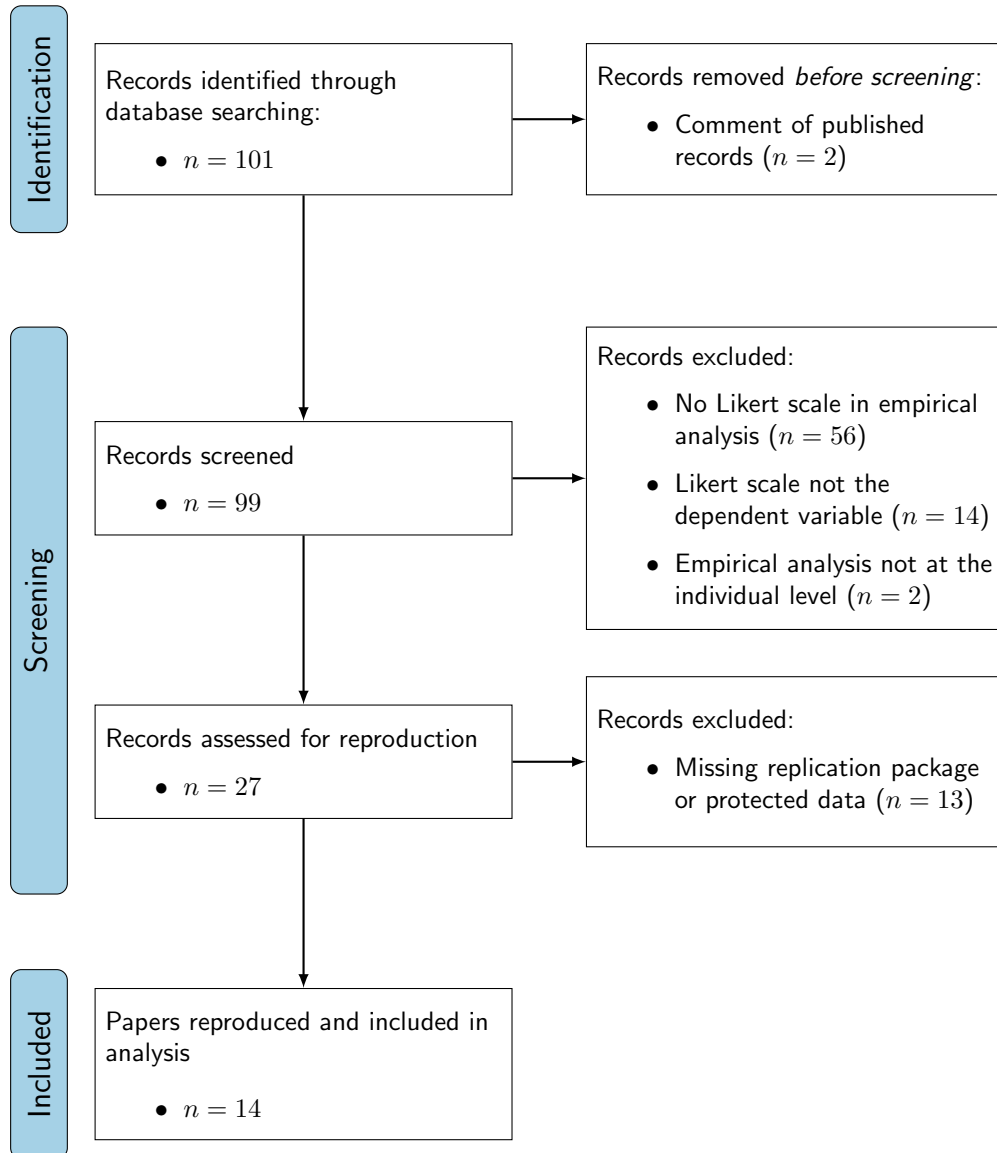 Identification
Records identified through
database searching:
• n = 101
Records removed before screening:
• Comment of published
records (n = 2)
Screening
Records screened
• n = 99
Records excluded:
• No Likert scale in empirical
analysis (n = 56)
• Likert scale not the
dependent variable (n = 14)
• Empirical analysis not at the
individual level (n = 2)
Records assessed for reproduction
• n = 27
Records excluded:
• Missing replication package
or protected data (n = 13)
Included
Papers reproduced and included in
analysis
• n = 14